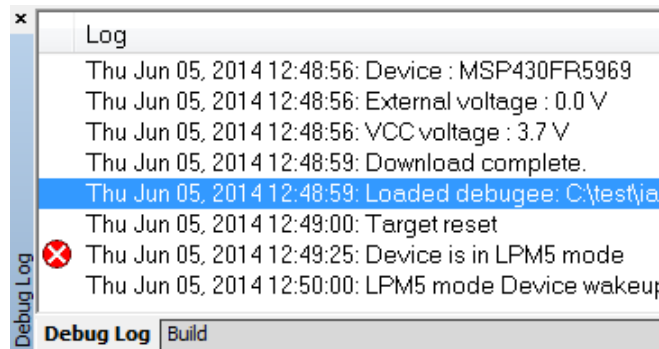 Log
Thu Jun 05, 2014 12:48:56: Device : MSP430FR5969
Thu Jun 05, 2014 12:48:56: External voltage : 0.0 V
Thu Jun 05, 2014 12:48:56: VCC voltage : 3.7 V
Thu Jun 05, 2014 12:48:59: Download complete.
Thu Jun 05, 2014 12:48:59: Loaded debugee: C:\test\ia
Thu Jun 05, 2014 12:49:00: Target reset
Thu Jun 05, 2014 12:49:25: Device is in LPM5 mode
Thu Jun 05, 2014 12:50:00: LPM5 mode Device wakeup
Debug Log
Debug Log Build